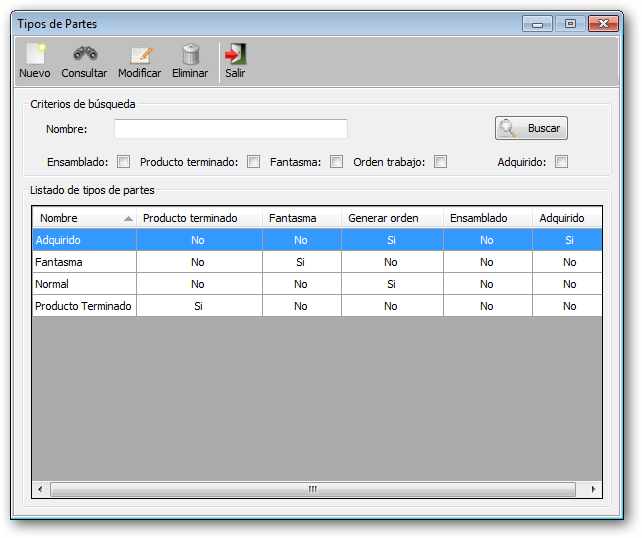 Tipos de Partes
Nuevo Consultar Modificar Eliminar Salir
Criterios de búsqueda
Nombre: Buscar
Ensamblado: Producto terminado: Fantasma: Orden trabajo: Adquirido:
Listado de tipos de partes
Nombre Producto terminado Fantasma Generar orden Ensamblado Adquirido
Adquirido No No Si No Si
Fantasma No Si No No No
Normal No No Si No No
Producto Terminado Si No No No No